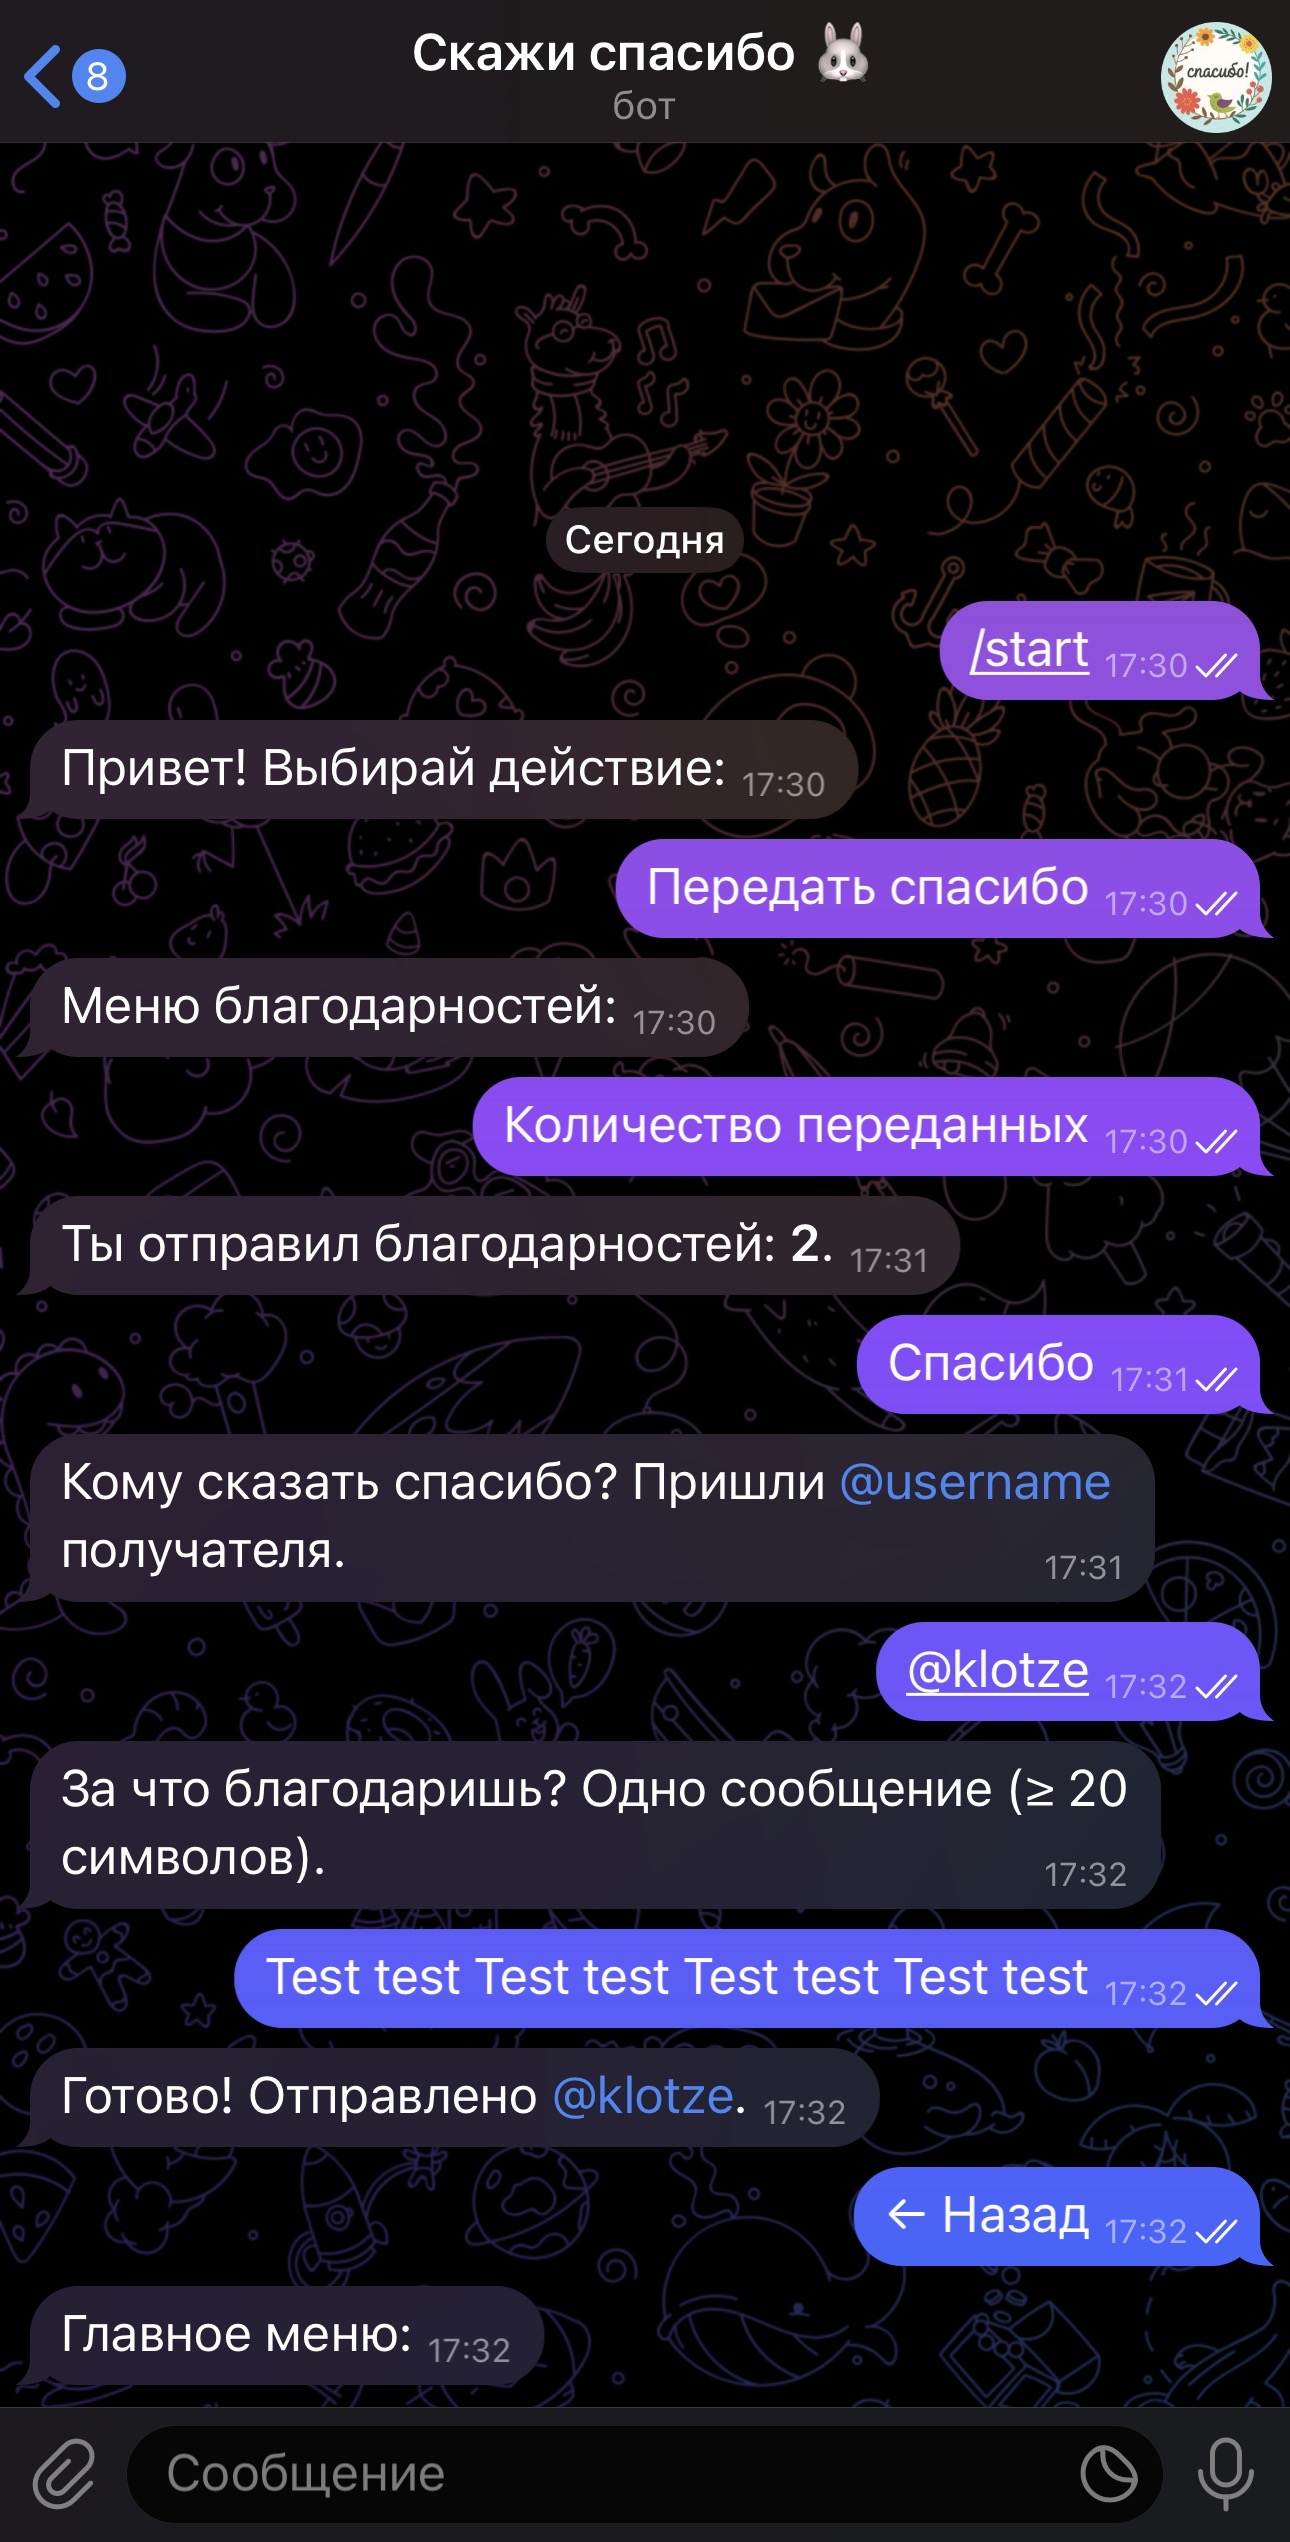 8
Скажи спасибо
бот
спасибо!
Сегодня
/start 17:30
Привет! Выбирай действие: 17:30
Передать спасибо 17:30
Меню благодарностей: 17:30
Количество переданных 17:30
Ты отправил благодарностей: 2. 17:31
Спасибо 17:31
Кому сказать спасибо? Пришли @username
получателя. 17:31
@klotze 17:32
За что благодаришь? Одно сообщение (≥ 20
символов). 17:32
Test test Test test Test test Test test 17:32
Готово! Отправлено @klotze. 17:32
← Назад 17:32
Главное меню: 17:32
Сообщение